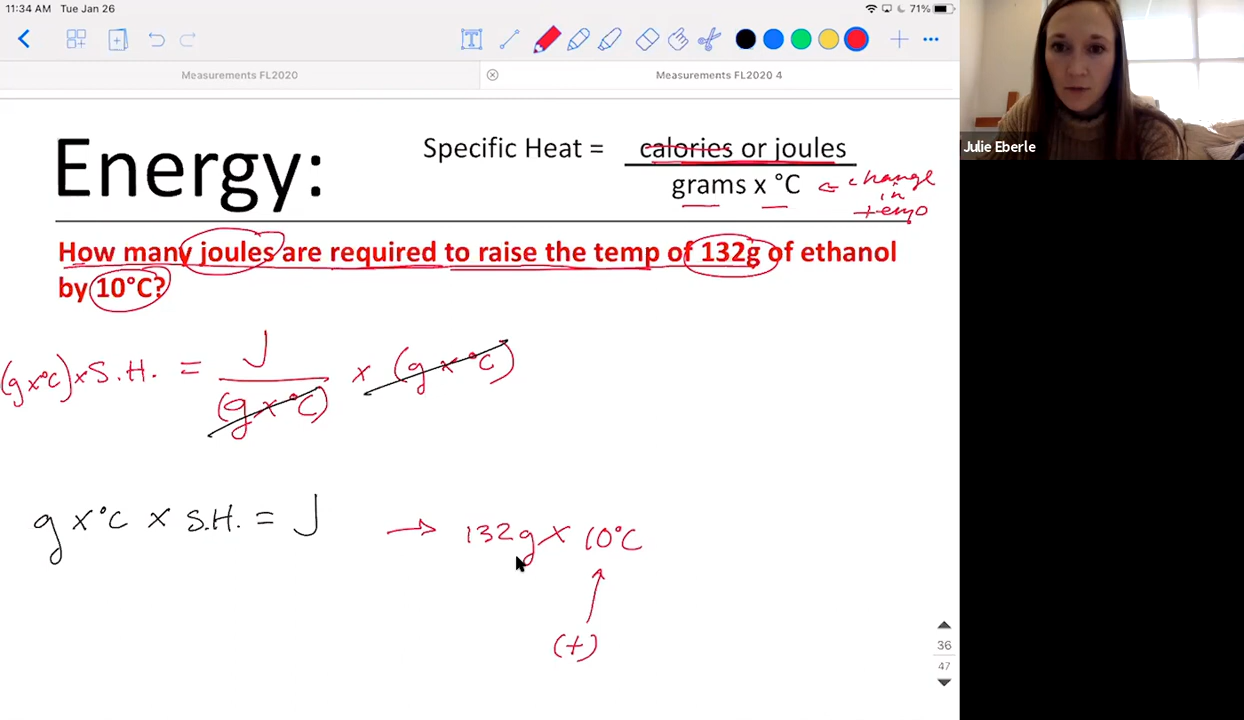 11:34 AM Tue Jan 26
71%
Measurements FL2020
Measurements FL2020 4
Julie Eberle
Energy:
Specific Heat = calories or joules
grams x °C ← change
in
temp
How many joules are required to raise the temp of 132g of ethanol
by 10°C?
(g x °C) x S.H. = J x (g x °C)
(g x °C)
g x °C x S.H. = J → 132g x 10°C
(+)
36
47